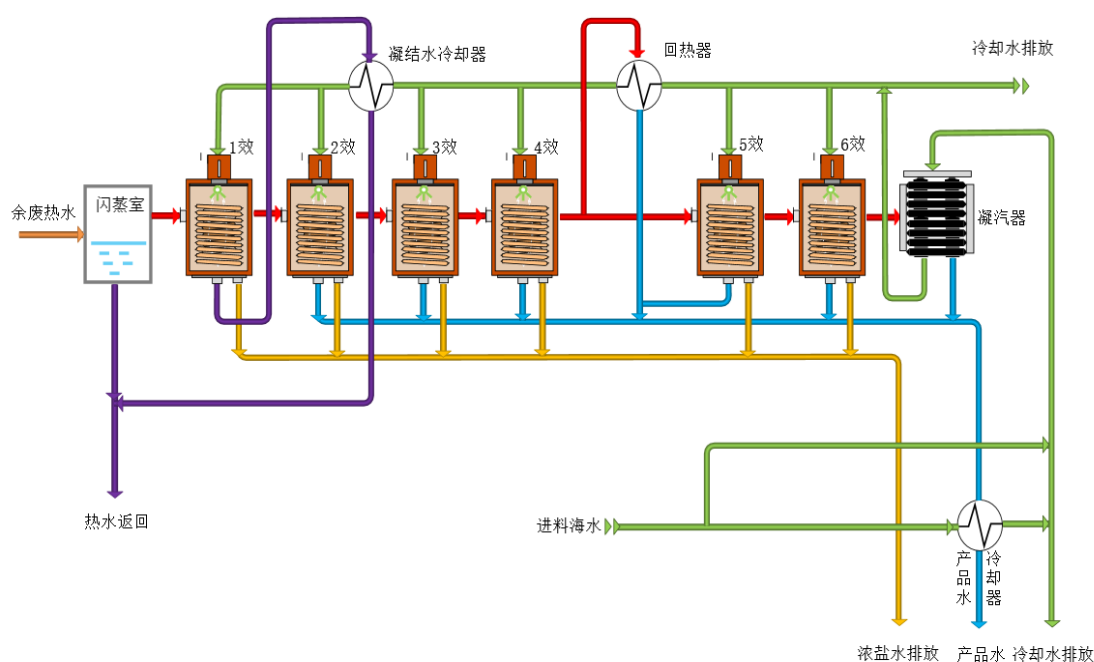 凝结水冷却器
回热器
冷却水排放
1效
2效
3效
4效
5效
6效
余废热水
闪蒸室
凝汽器
热水返回
进料海水
产品水
冷却器
浓盐水排放
产品水
冷却水排放